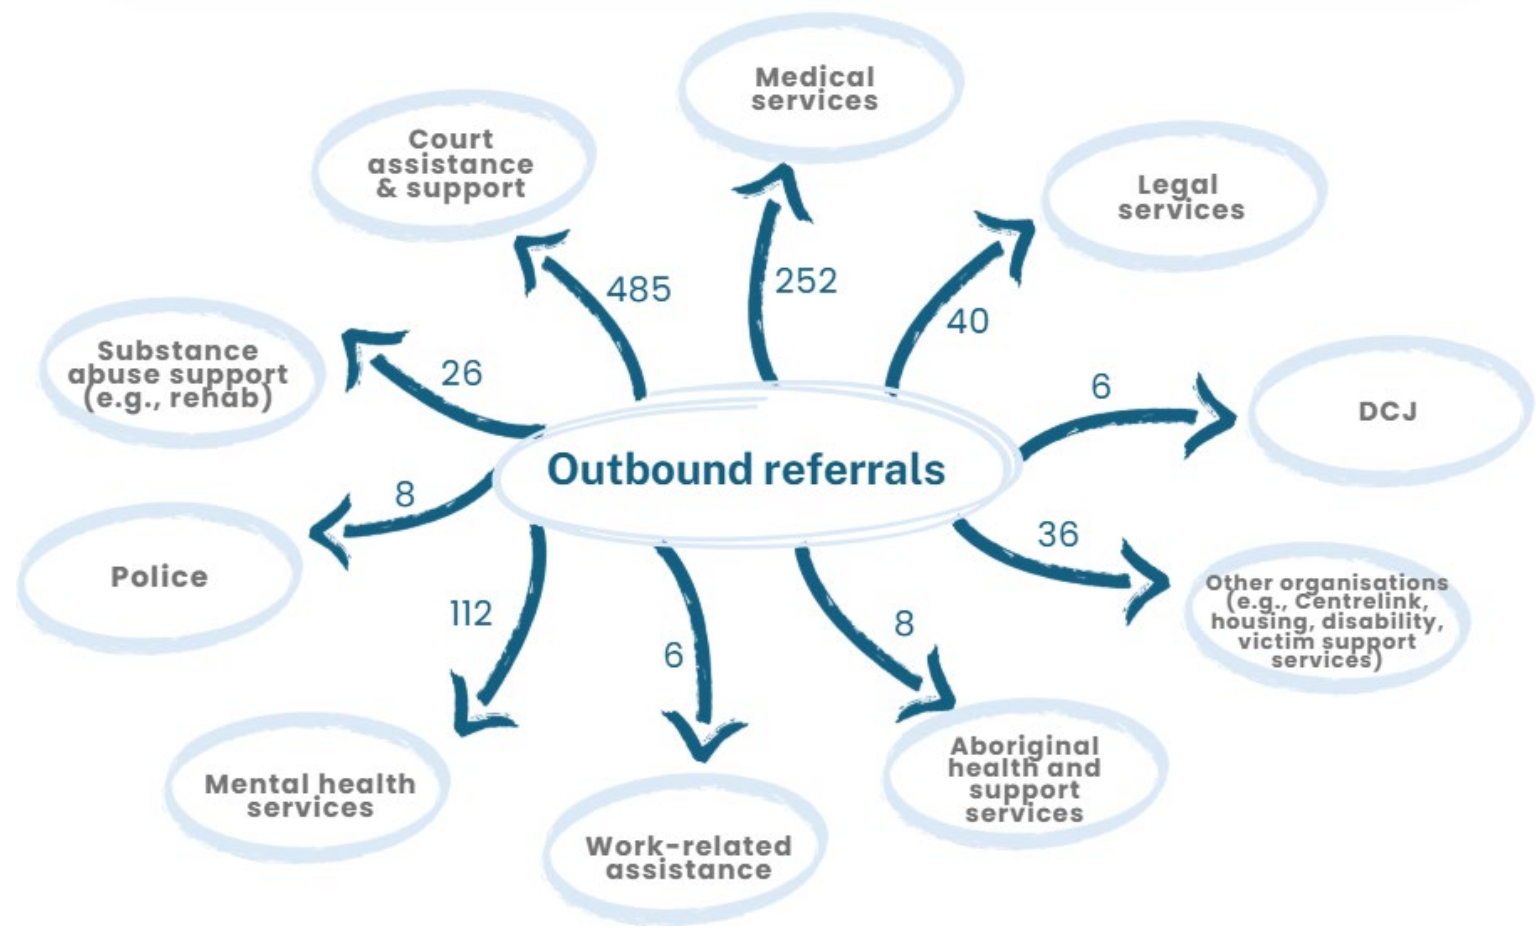 Medical
services
Court
assistance
& support
Legal
services
485
252
40
Substance
abuse support
(e.g., rehab)
26
6
DCJ
Outbound referrals
8
Police
36
Other organisations
(e.g., Centrelink,
housing, disability,
victim support
services)
112
6
8
Mental health
services
Work-related
assistance
Aboriginal
health and
support
services